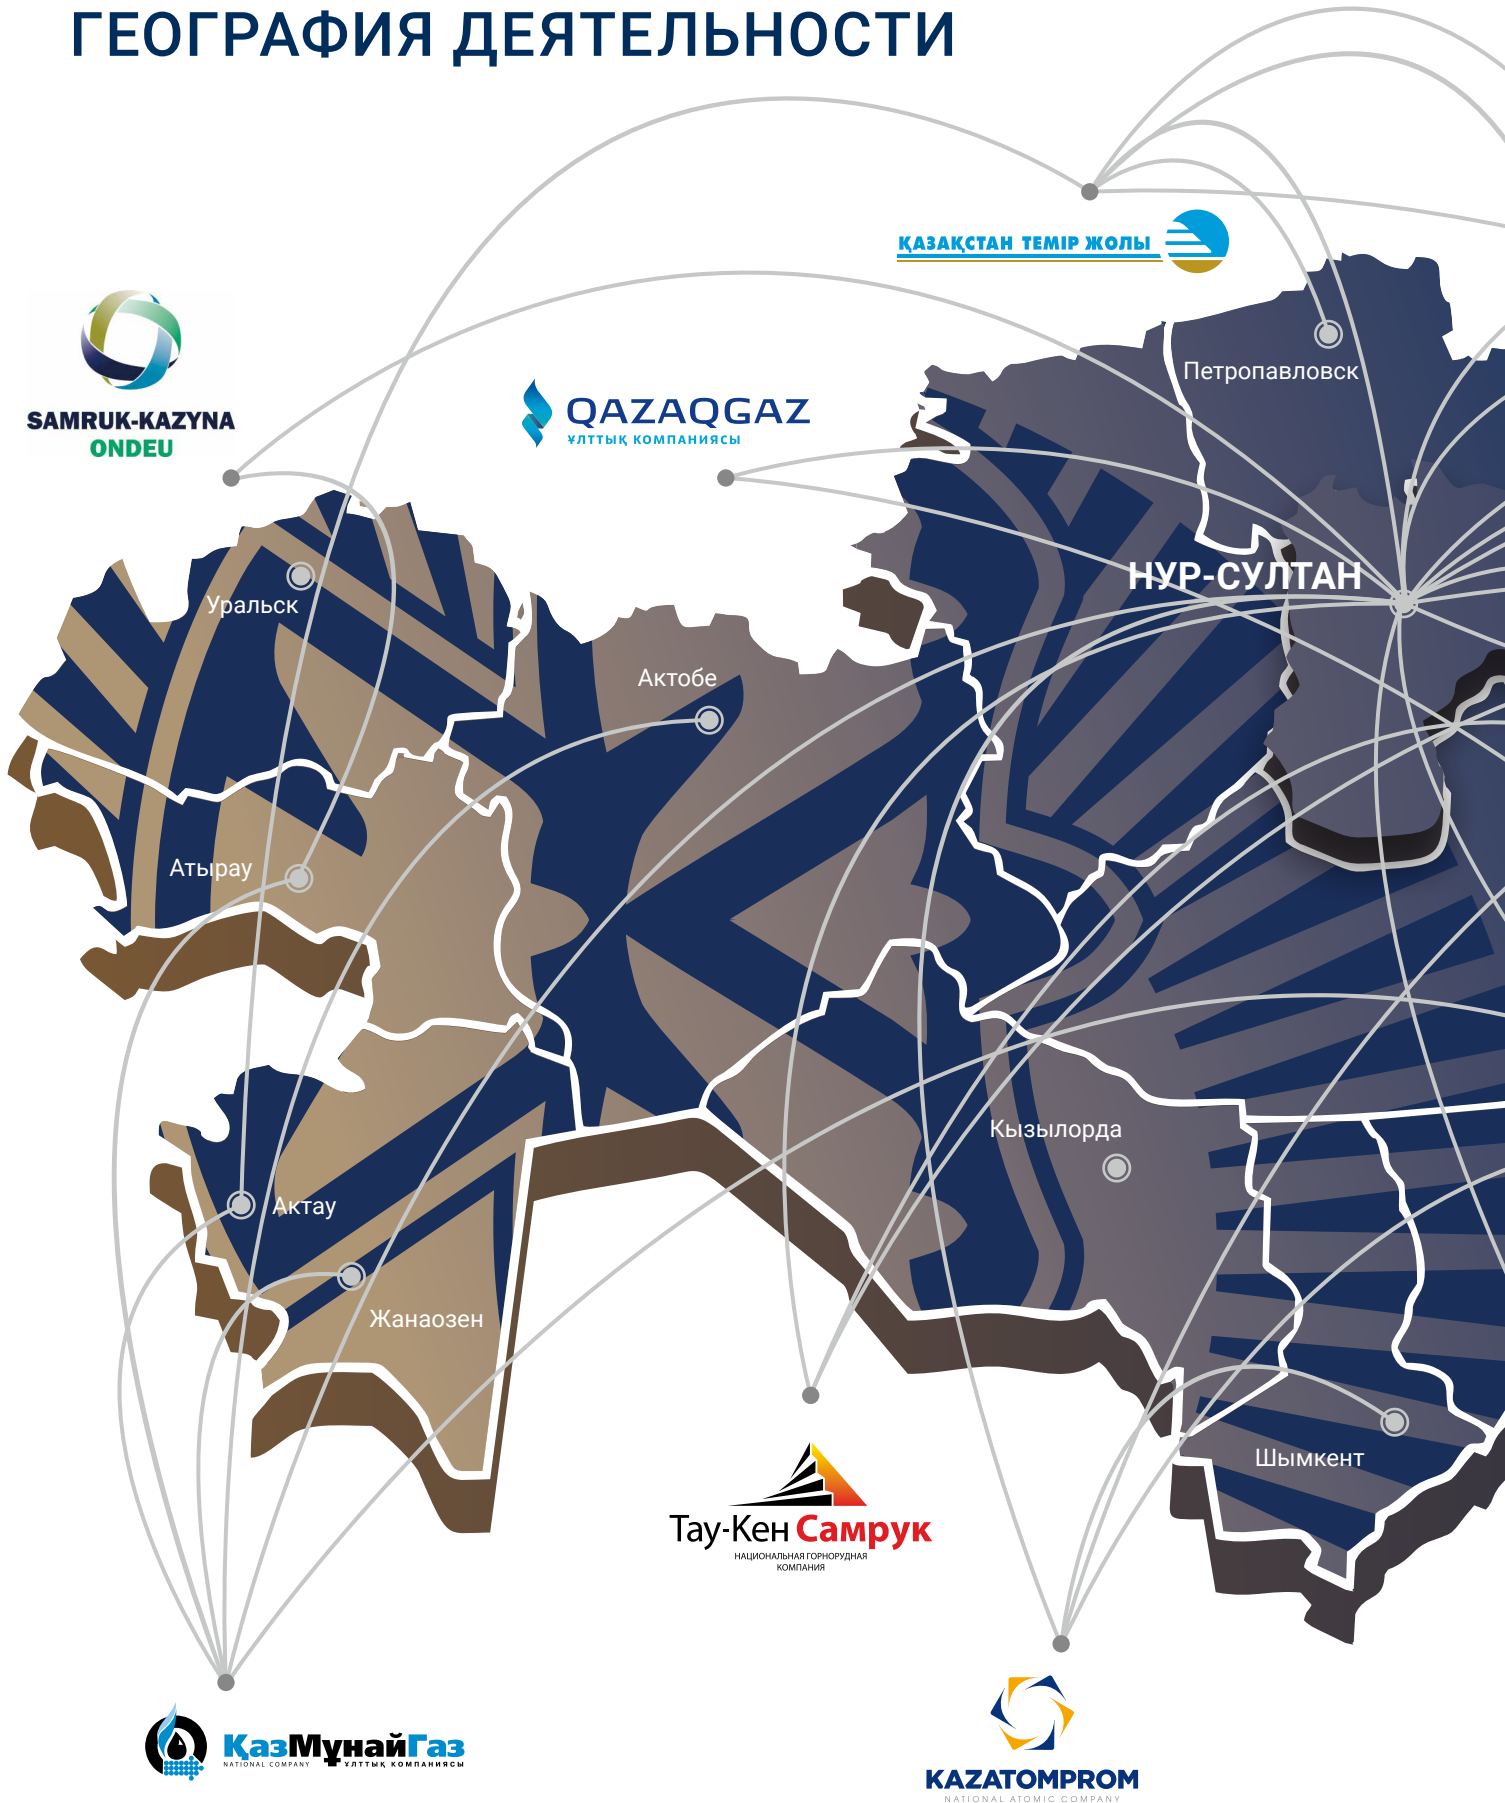 ГЕОГРАФИЯ ДЕЯТЕЛЬНОСТИ
ҚАЗАҚСТАН ТЕМІР ЖОЛЫ
SAMRUK-KAZYNA
ONDEU
QAZAQGAZ
ҰЛТТЫҚ КОМПАНИЯСЫ
Петропавловск
НУР-СУЛТАН
Уральск
Актобе
Атырау
Кызылорда
Актау
Жанаозен
Шымкент
Тау-Кен Самрук
НАЦИОНАЛЬНАЯ ГОРНОРУДНАЯ
КОМПАНИЯ
ҚазМұнайГаз
NATIONAL COMPANY ҰЛТТЫҚ КОМПАНИЯСЫ
KAZATOMPROM
NATIONAL ATOMIC COMPANY